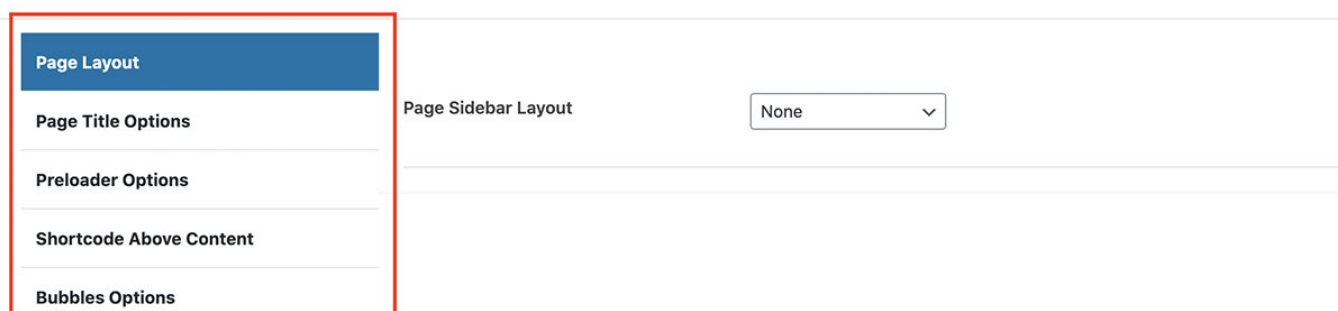 Page Layout
Page Title Options
Preloader Options
Shortcode Above Content
Bubbles Options
Page Sidebar Layout
None